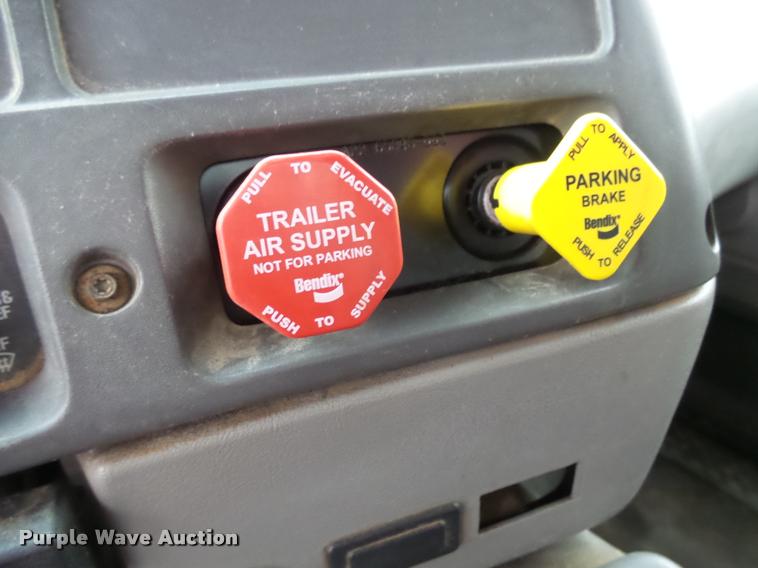 PULL TO EVACUATE
TRAILER
AIR SUPPLY
NOT FOR PARKING
Bendix®
PUSH TO SUPPLY
PULL TO APPLY
PARKING
BRAKE
Bendix®
PUSH TO RELEASE
Purple Wave Auction